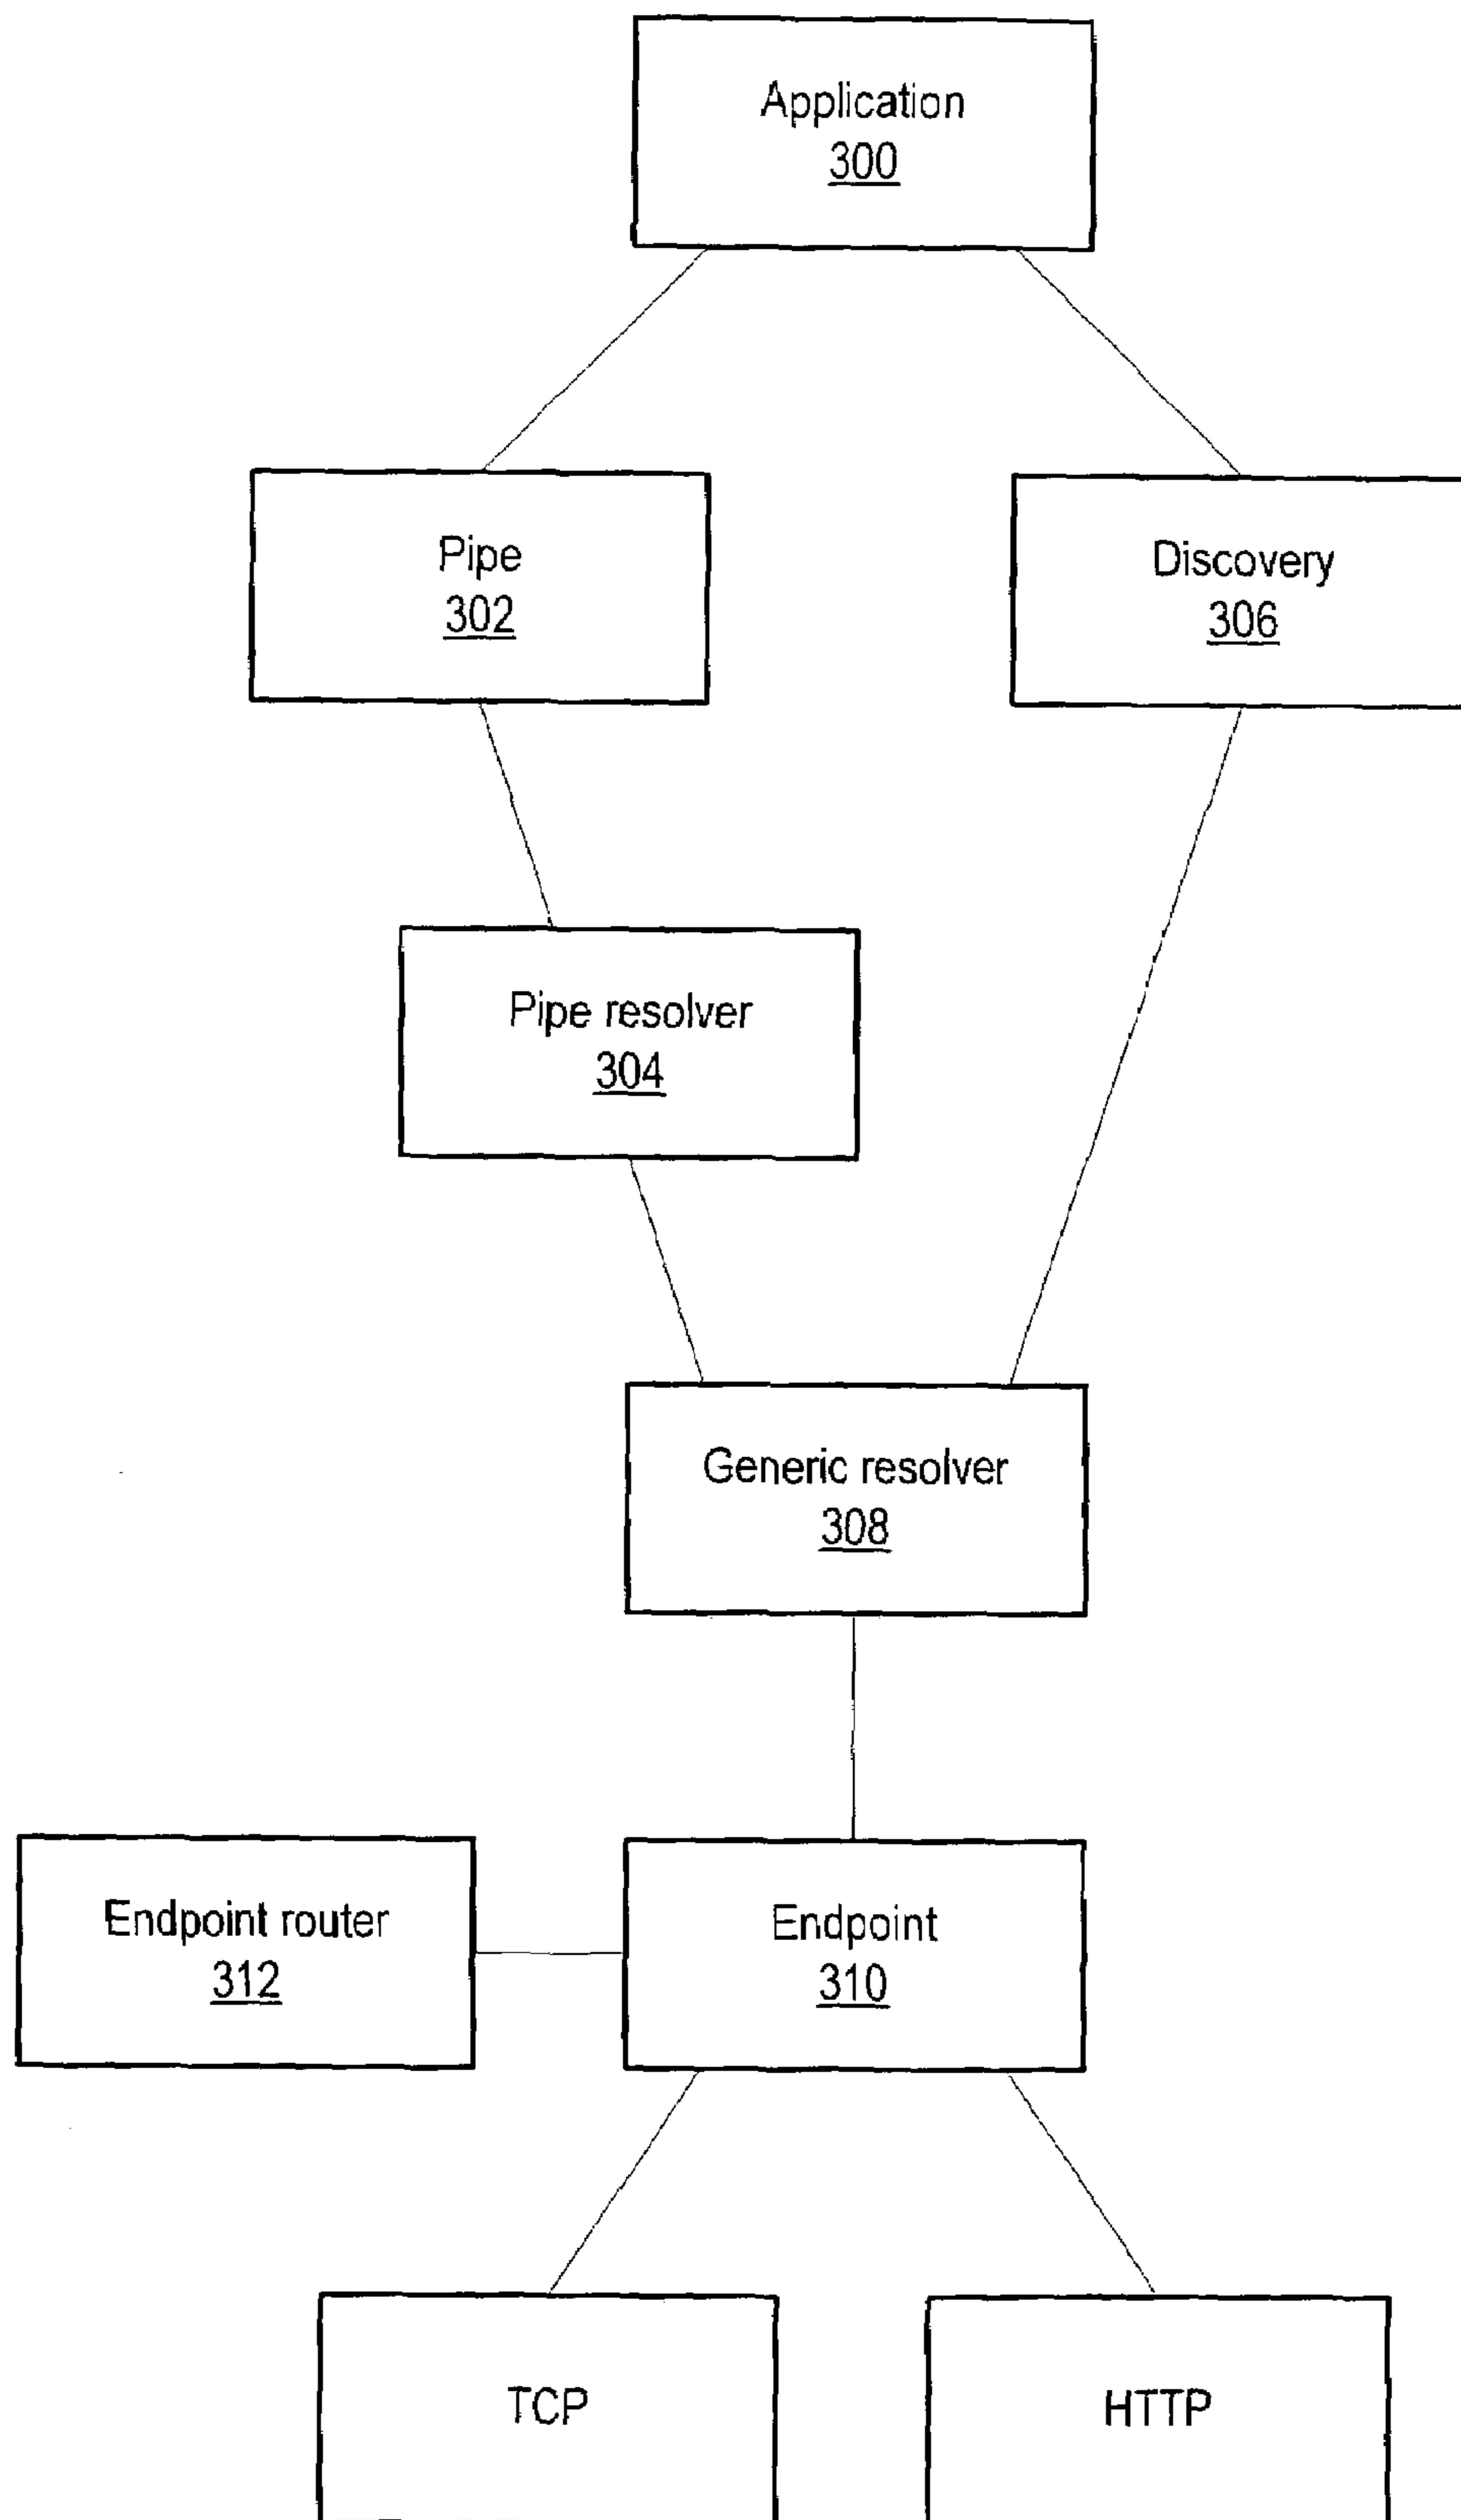 Application
300
Pipe
302
Discovery
306
Pipe resolver
304
Generic resolver
308
Endpoint router
312
Endpoint
310
TCP
HTTP